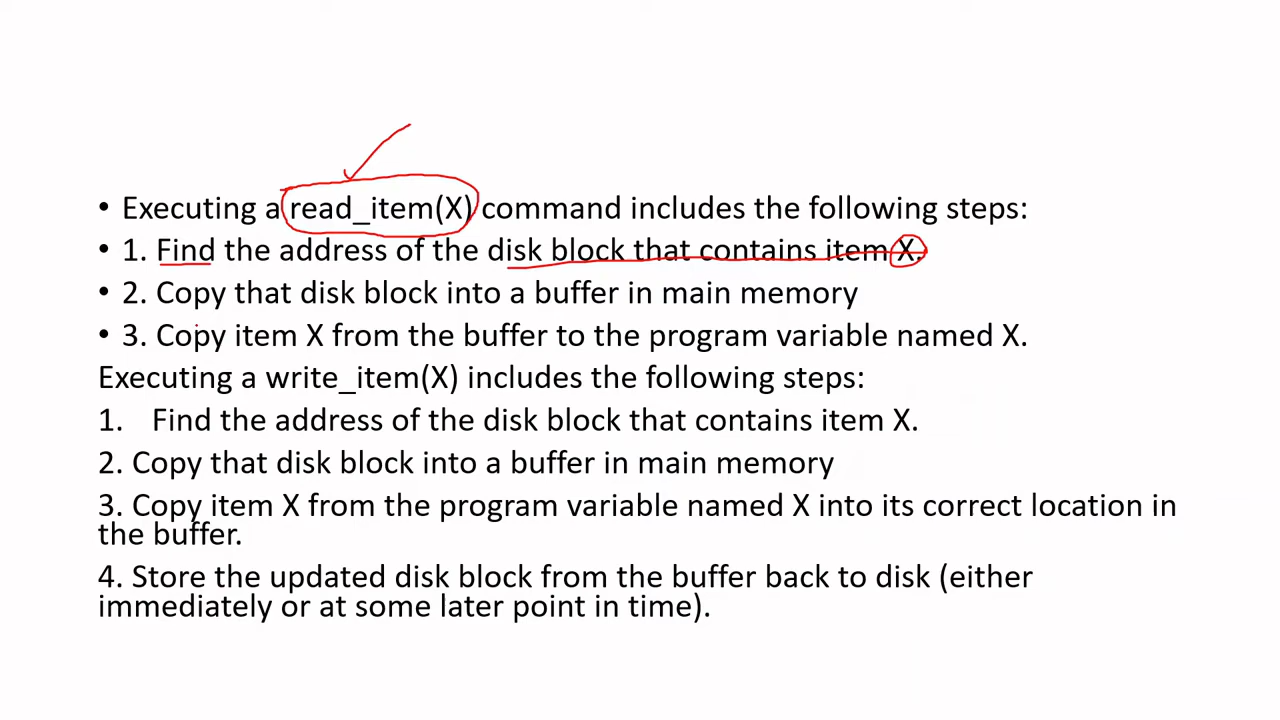 • Executing a read_item(X) command includes the following steps:
• 1. Find the address of the disk block that contains item X.
• 2. Copy that disk block into a buffer in main memory
• 3. Copy item X from the buffer to the program variable named X.
Executing a write_item(X) includes the following steps:
1. Find the address of the disk block that contains item X.
2. Copy that disk block into a buffer in main memory
3. Copy item X from the program variable named X into its correct location in
the buffer.
4. Store the updated disk block from the buffer back to disk (either
immediately or at some later point in time).